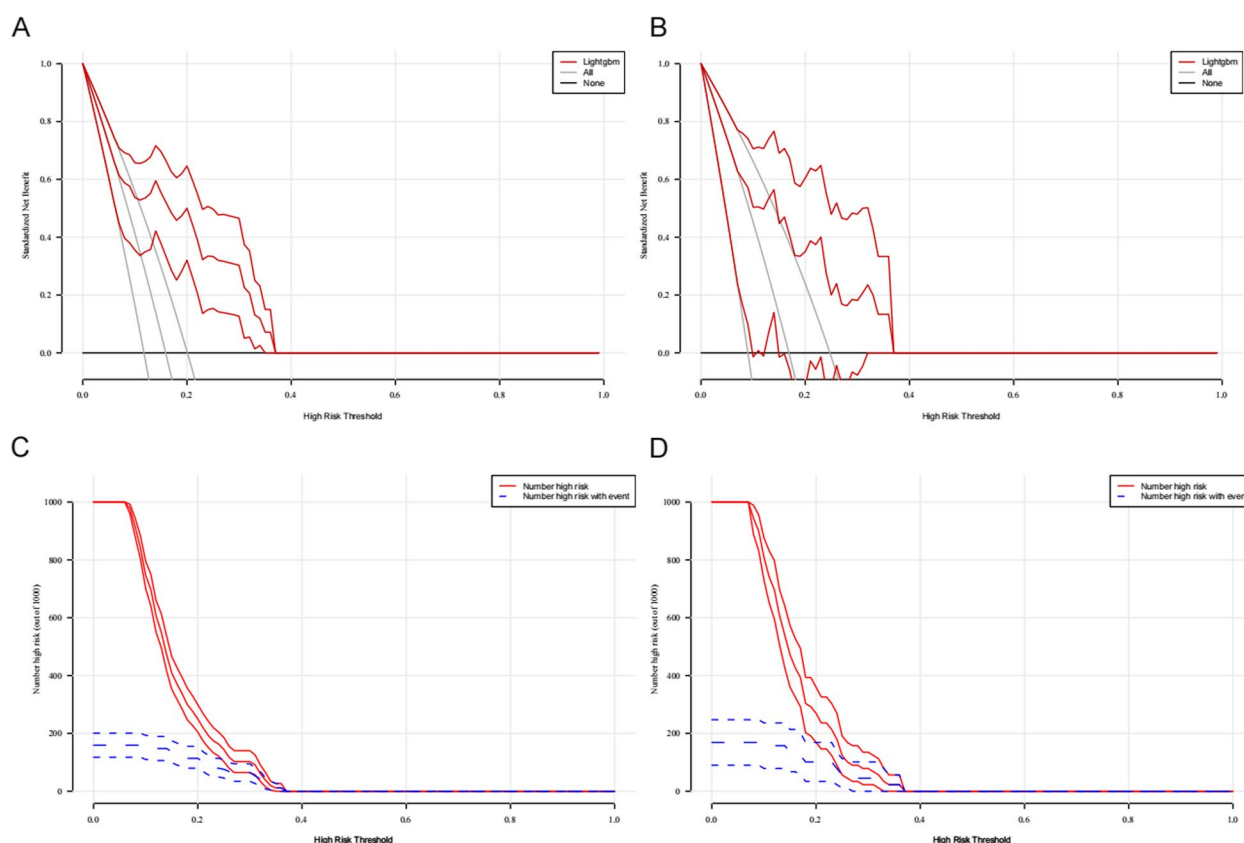 A
B
Lightgbm
All
None
Lightgbm
All
None
1.0
0.8
0.6
0.4
0.2
0.0
Standardized Net Benefit
0.0 0.2 0.4 0.6 0.8 1.0
High Risk Threshold
1.0
0.8
0.6
0.4
0.2
0.0
Standardized Net Benefit
0.0 0.2 0.4 0.6 0.8 1.0
High Risk Threshold
C
D
Number high risk
Number high risk with event
Number high risk
Number high risk with ever
1000
800
600
400
200
0
Number high risk (out of 1000)
0.0 0.2 0.4 0.6 0.8 1.0
High Risk Threshold
1000
800
600
400
200
0
Number high risk (out of 1000)
0.0 0.2 0.4 0.6 0.8 1.0
High Risk Threshold